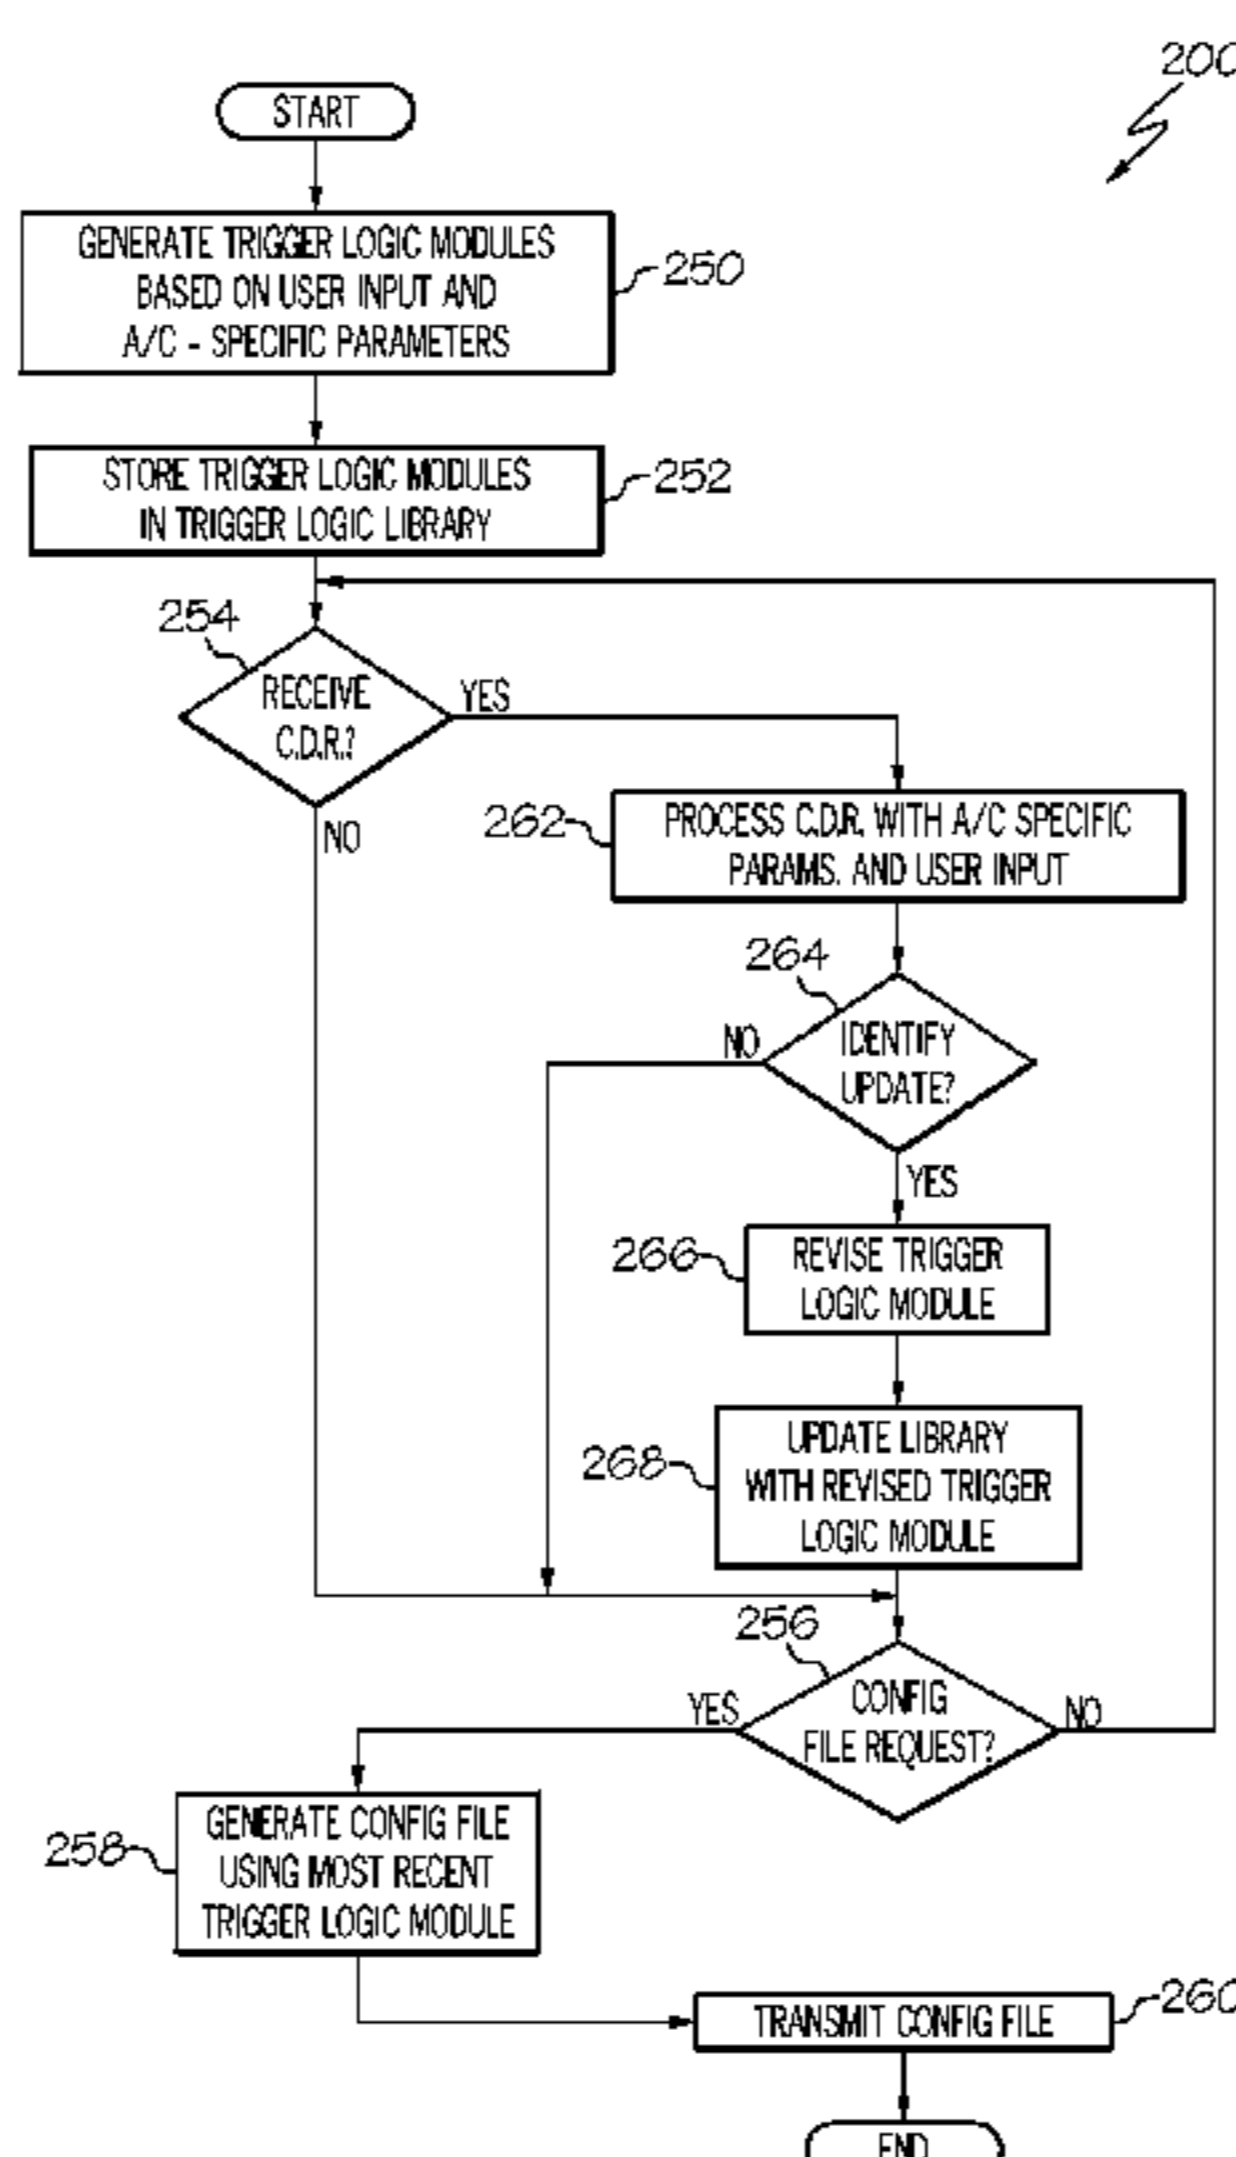 200
START
GENERATE TRIGGER LOGIC MODULES
BASED ON USER INPUT AND
A/C - SPECIFIC PARAMETERS
250
STORE TRIGGER LOGIC MODULES
IN TRIGGER LOGIC LIBRARY
252
254
RECEIVE
C.D.R.?
YES
NO
262
PROCESS C.D.R. WITH A/C SPECIFIC
PARAMS. AND USER INPUT
264
IDENTIFY
UPDATE?
NO
YES
266
REVISE TRIGGER
LOGIC MODULE
268
UPDATE LIBRARY
WITH REVISED TRIGGER
LOGIC MODULE
256
CONFIG
FILE REQUEST?
YES
NO
258
GENERATE CONFIG FILE
USING MOST RECENT
TRIGGER LOGIC MODULE
TRANSMIT CONFIG FILE
260
END